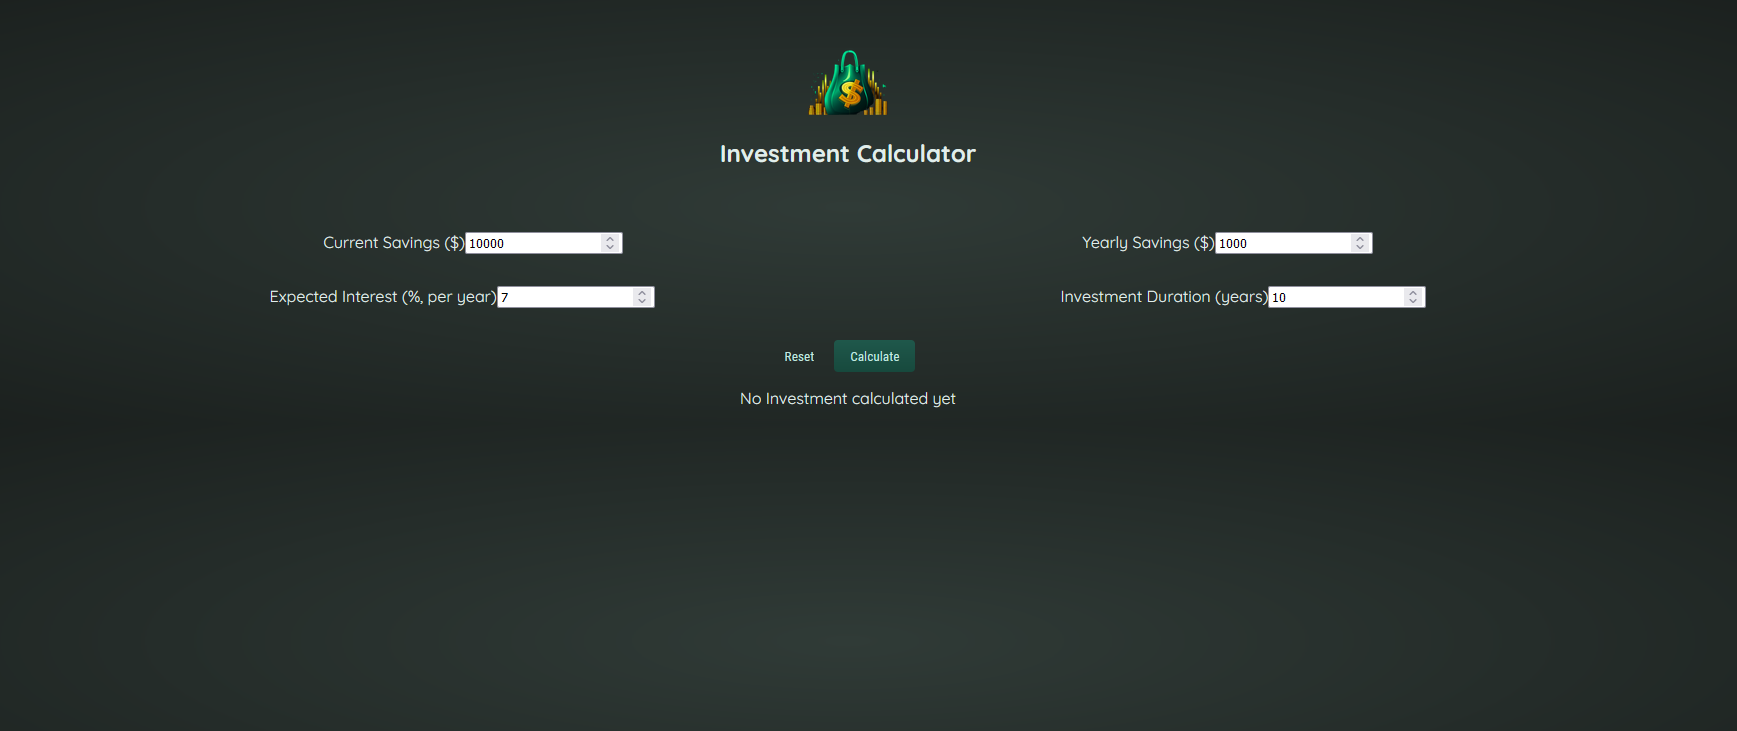 $
Investment Calculator
Current Savings ($) 10000 Yearly Savings ($) 1000
Expected Interest (%, per year) 7 Investment Duration (years) 10
Reset Calculate
No Investment calculated yet